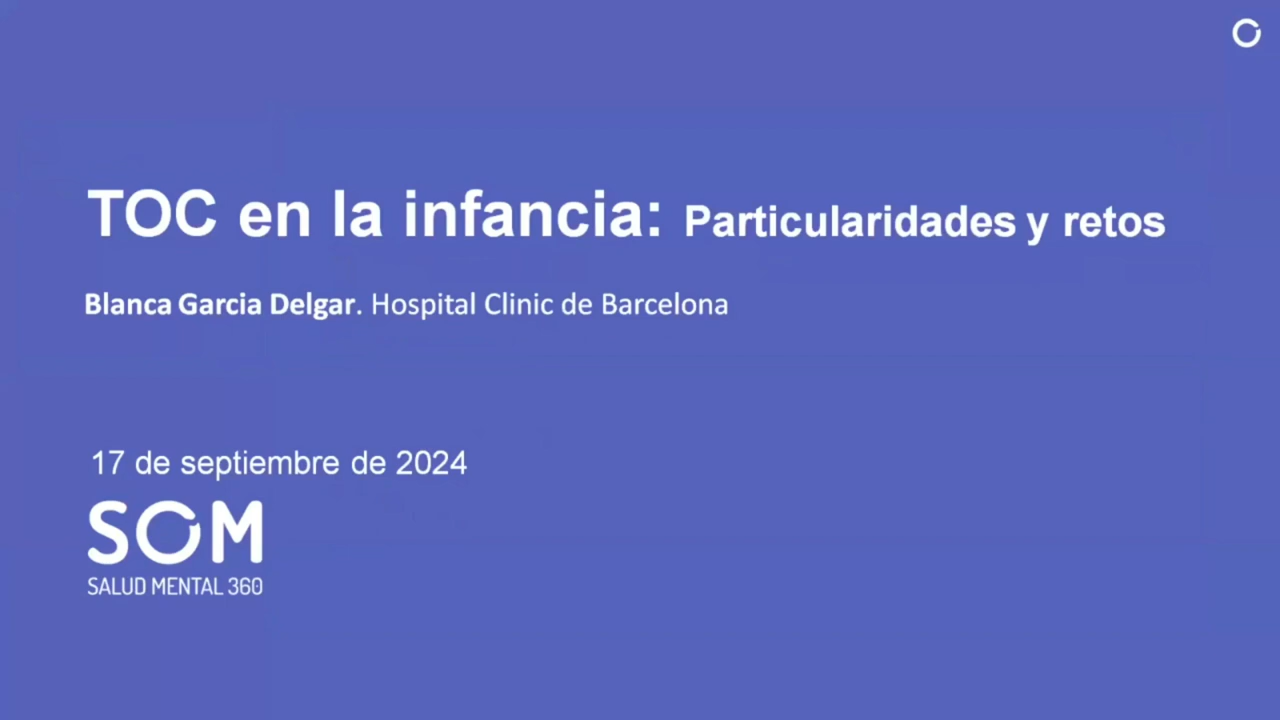 TOC en la infancia: Particularidades y retos
Blanca Garcia Delgar. Hospital Clinic de Barcelona
17 de septiembre de 2024
SOM
SALUD MENTAL 360